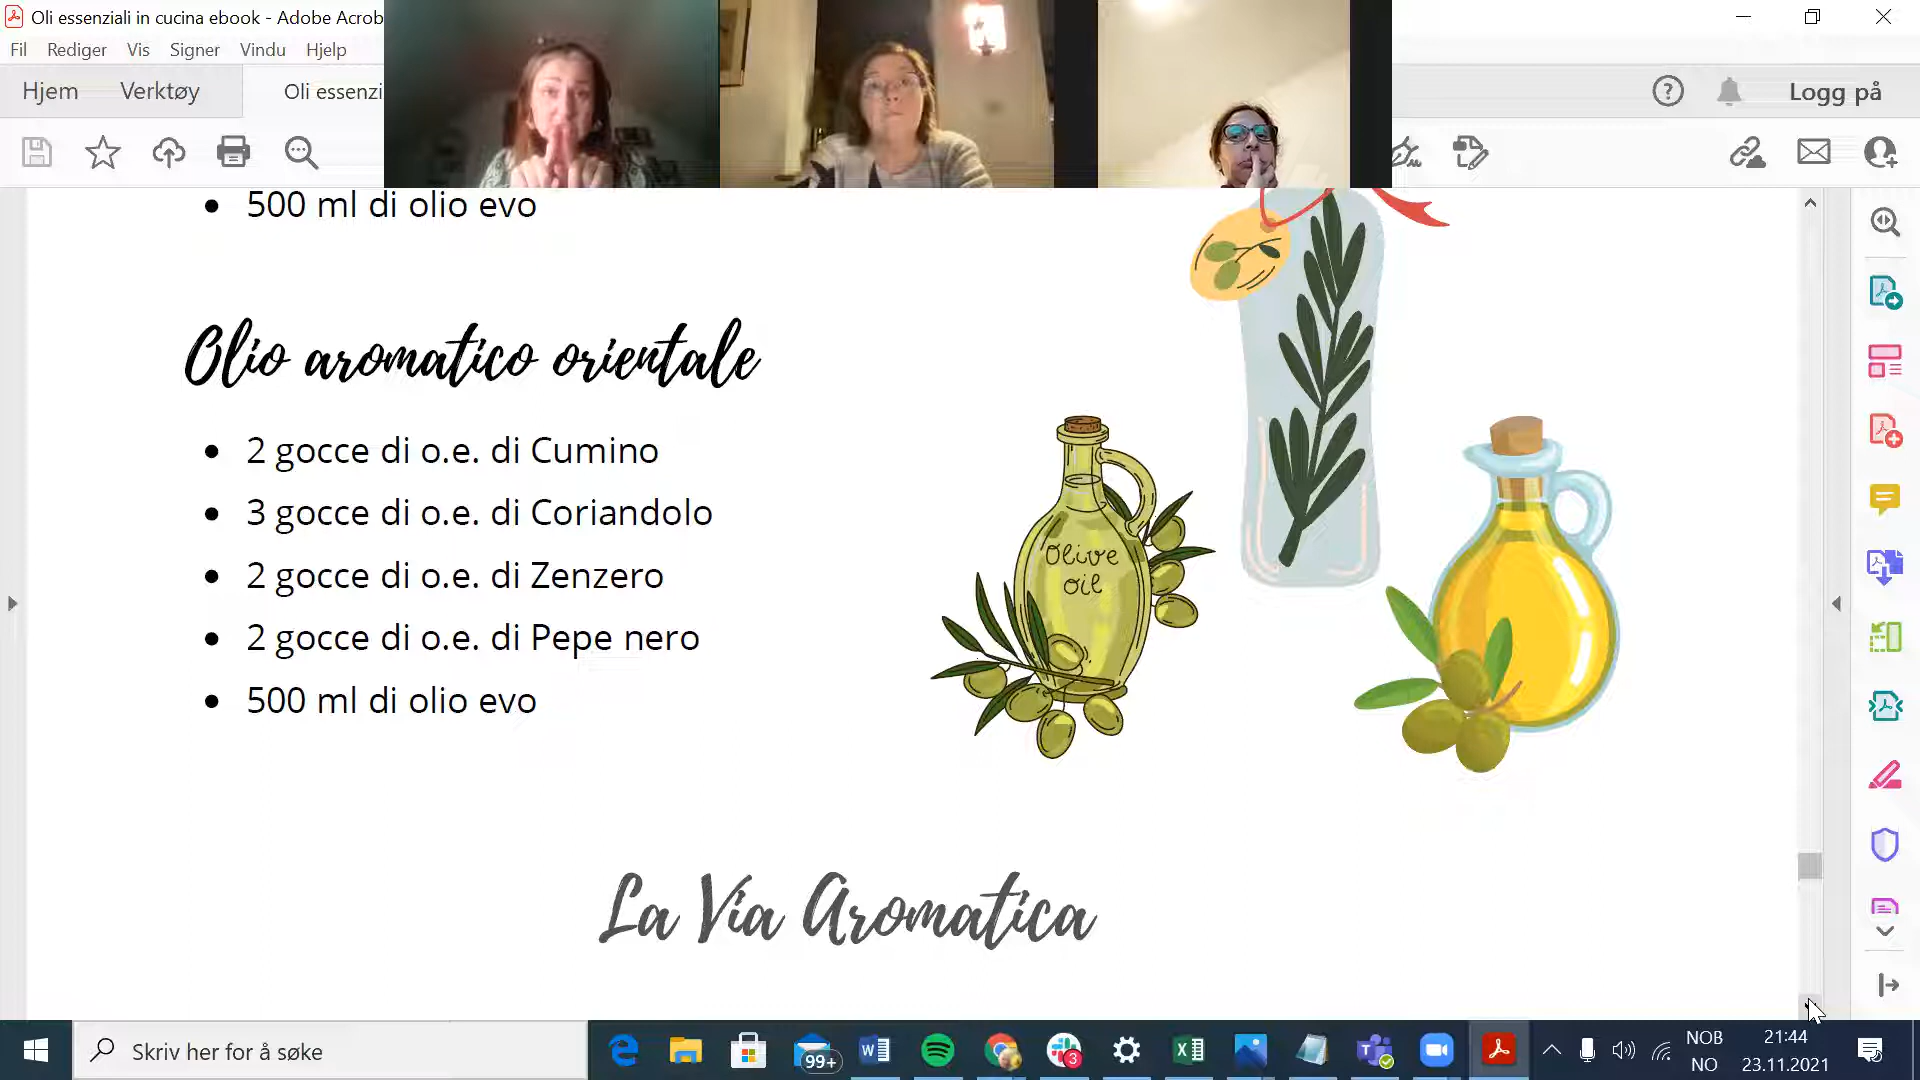 Oli essenziali in cucina ebook - Adobe Acrob
Fil Rediger Vis Signer Vindu Hjelp
Hjem Verktøy Oli essenzi Logg på
500 ml di olio evo
Olio aromatico orientale
2 gocce di o.e. di Cumino
3 gocce di o.e. di Coriandolo
2 gocce di o.e. di Zenzero
2 gocce di o.e. di Pepe nero
500 ml di olio evo
Olive
oil
La Via Aromatica
Skriv her for å søke
99+
3
NOB
NO
21:44
23.11.2021